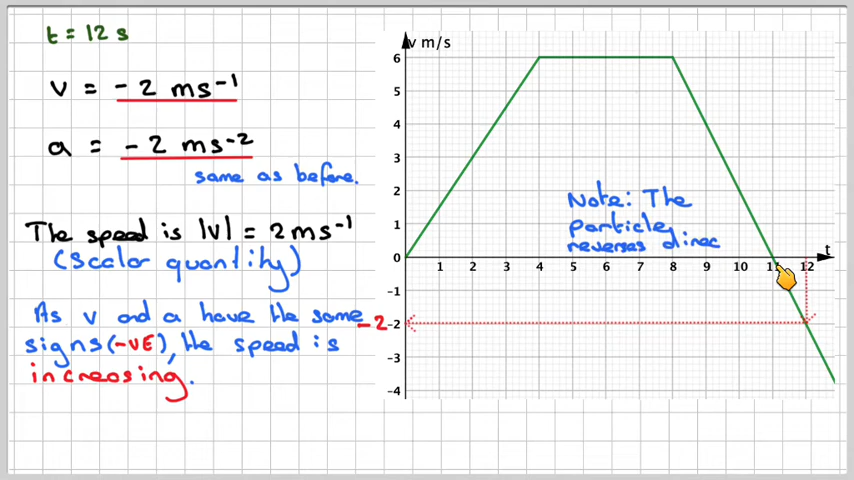 t = 12 s
v = - 2 ms⁻¹
a = - 2 ms⁻²
same as before.
The speed is |v| = 2ms⁻¹
(scalar quantity)
As v and a have the same
signs(-VE), the speed is
increasing.
v m/s
6
5
4
3
2
1
0
-1
-2
-2
-3
-4
1 2 3 4 5 6 7 8 9 10 11 12
t
Note: The
particle
reverses direc